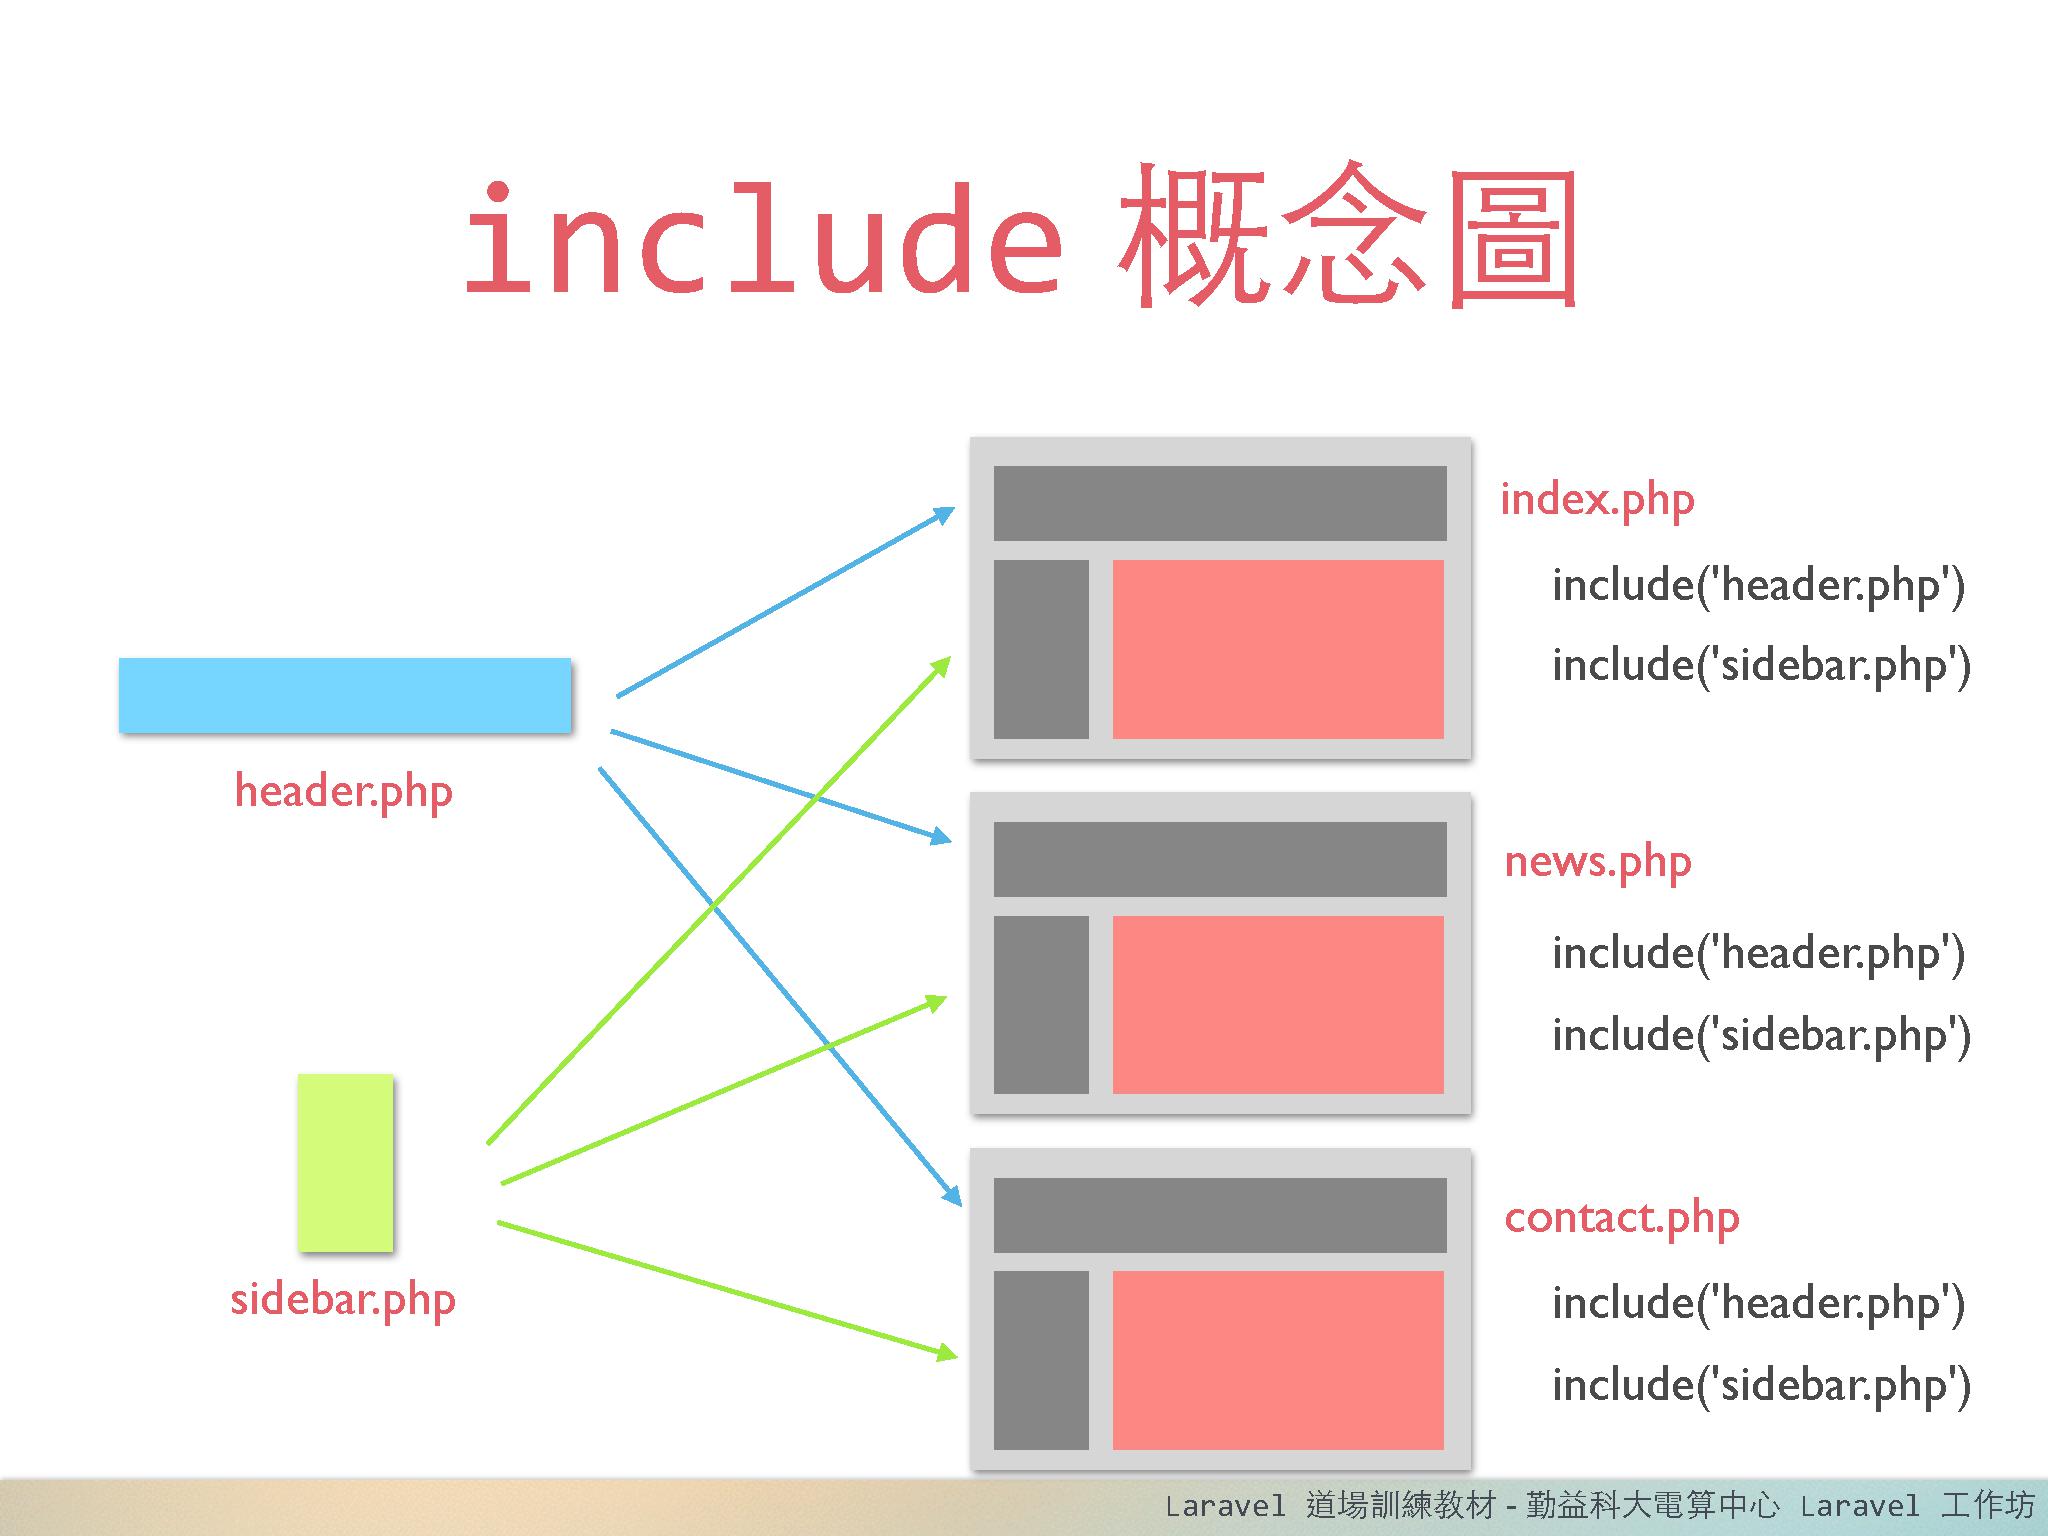 include 概念圖
index.php
include('header.php')
include('sidebar.php')
header.php
news.php
include('header.php')
include('sidebar.php')
contact.php
sidebar.php
include('header.php')
include('sidebar.php')
Laravel 道場訓練教材 - 勤益科大電算中心 Laravel 工作坊